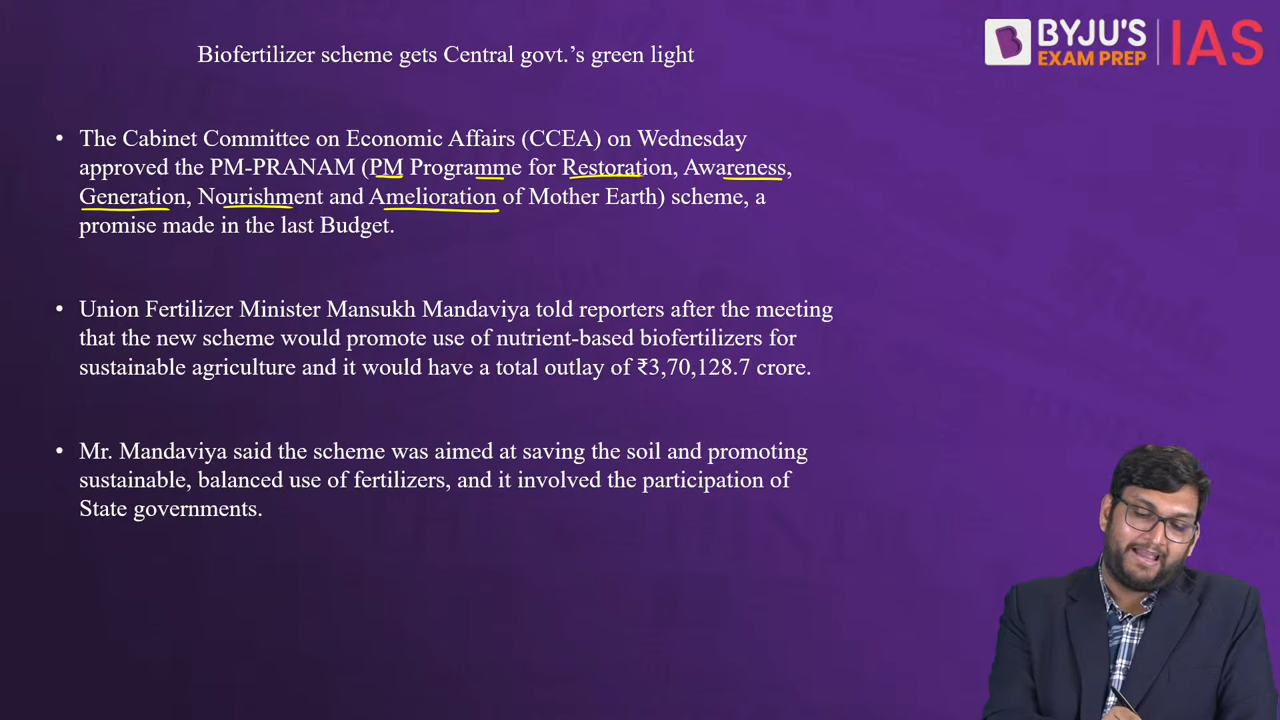 Biofertilizer scheme gets Central govt.’s green light
BYJU'S
EXAM PREP
IAS
• The Cabinet Committee on Economic Affairs (CCEA) on Wednesday
approved the PM-PRANAM (PM Programme for Restoration, Awareness,
Generation, Nourishment and Amelioration of Mother Earth) scheme, a
promise made in the last Budget.
• Union Fertilizer Minister Mansukh Mandaviya told reporters after the meeting
that the new scheme would promote use of nutrient-based biofertilizers for
sustainable agriculture and it would have a total outlay of ₹3,70,128.7 crore.
• Mr. Mandaviya said the scheme was aimed at saving the soil and promoting
sustainable, balanced use of fertilizers, and it involved the participation of
State governments.